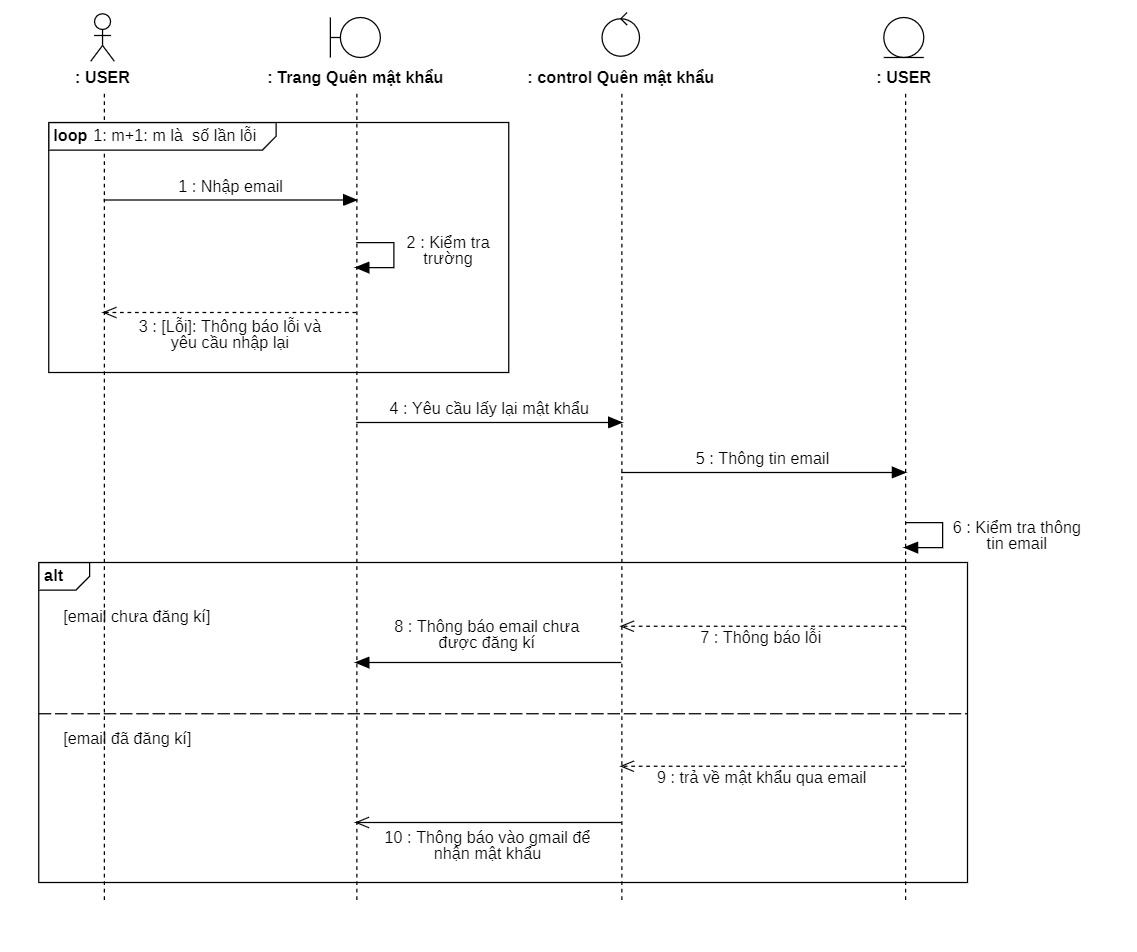 : USER
: Trang Quên mật khẩu
: control Quên mật khẩu
: USER
loop 1: m+1: m là số lần lỗi
1 : Nhập email
2 : Kiểm tra
trường
3 : [Lỗi]: Thông báo lỗi và
yêu cầu nhập lại
4 : Yêu cầu lấy lại mật khẩu
5 : Thông tin email
6 : Kiểm tra thông
tin email
alt
[email chưa đăng kí]
8 : Thông báo email chưa
được đăng kí
7 : Thông báo lỗi
[email đã đăng kí]
9 : trả về mật khẩu qua email
10 : Thông báo vào gmail để
nhận mật khẩu